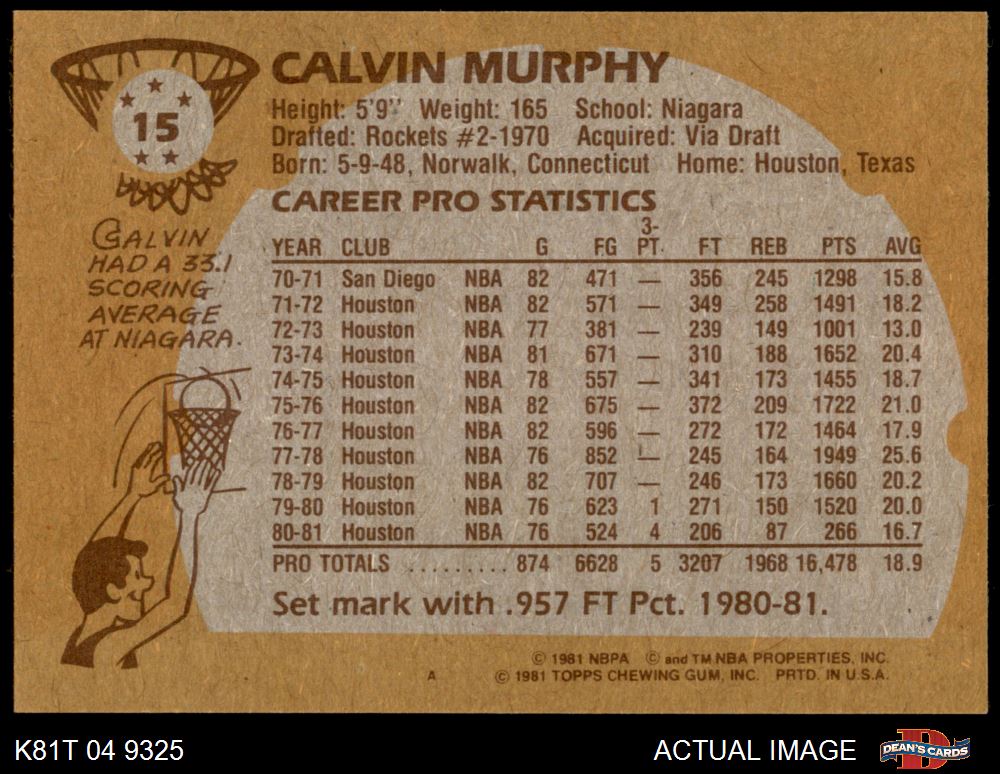 15
CALVIN MURPHY
Height: 5'9" Weight: 165 School: Niagara
Drafted: Rockets #2-1970 Acquired: Via Draft
Born: 5-9-48, Norwalk, Connecticut Home: Houston, Texas
CALVIN
HAD A 33.1
SCORING
AVERAGE
AT NIAGARA.
CAREER PRO STATISTICS
YEAR CLUB G FG 3-PT. FT REB PTS AVG
70-71 San Diego NBA 82 471 — 356 245 1298 15.8
71-72 Houston NBA 82 571 — 349 258 1491 18.2
72-73 Houston NBA 77 381 — 239 149 1001 13.0
73-74 Houston NBA 81 671 — 310 188 1652 20.4
74-75 Houston NBA 78 557 — 341 173 1455 18.7
75-76 Houston NBA 82 675 — 372 209 1722 21.0
76-77 Houston NBA 82 596 — 272 172 1464 17.9
77-78 Houston NBA 76 852 — 245 164 1949 25.6
78-79 Houston NBA 82 707 — 246 173 1660 20.2
79-80 Houston NBA 76 623 1 271 150 1520 20.0
80-81 Houston NBA 76 524 4 206 87 266 16.7
PRO TOTALS ......... 874 6628 5 3207 1968 16,478 18.9
Set mark with .957 FT Pct. 1980-81.
© 1981 NBPA © and TM NBA PROPERTIES, INC.
A © 1981 TOPPS CHEWING GUM, INC. PRTD. IN U.S.A.
K81T 04 9325 ACTUAL IMAGE DEAN'S CARDS